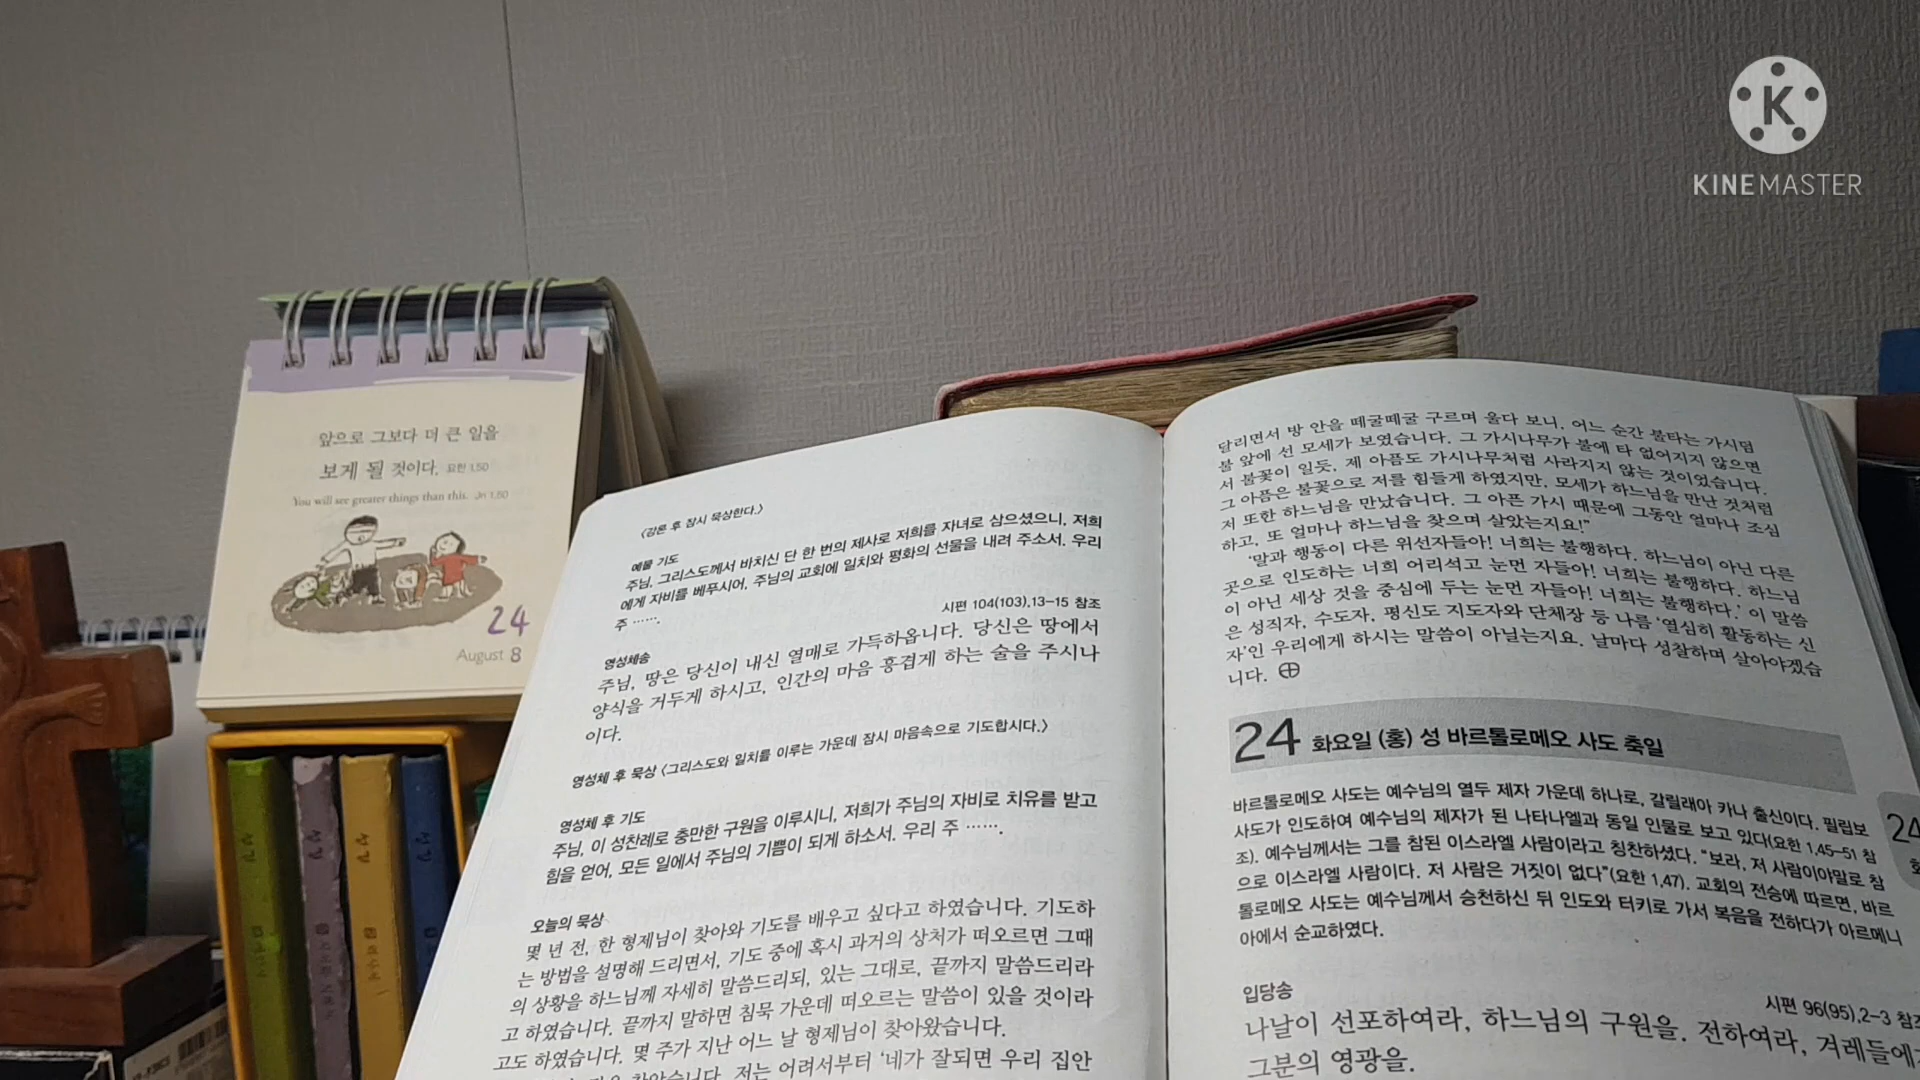 KINEMASTER
앞으로 그보다 더 큰 일을
보게 될 것이다. 요한 1,50
You will see greater things than this. Jn 1,50
24
August 8
성경
성경
성경
<강론 후 잠시 묵상한다.>
예물 기도
주님, 그리스도께서 바치신 단 한 번의 제사로 저희를 자녀로 삼으셨으니, 저희
에게 자비를 베푸시어, 주님의 교회에 일치와 평화의 선물을 내려 주소서. 우리
주 …….
시편 104(103),13-15 참조
영성체송
주님, 땅은 당신이 내신 열매로 가득하옵니다. 당신은 땅에서
양식을 거두게 하시고, 인간의 마음 흥겹게 하는 술을 주시나
이다.
영성체 후 묵상 <그리스도와 일치를 이루는 가운데 잠시 마음속으로 기도합시다.>
영성체 후 기도
주님, 이 성찬례로 충만한 구원을 이루시니, 저희가 주님의 자비로 치유를 받고
힘을 얻어, 모든 일에서 주님의 기쁨이 되게 하소서. 우리 주 …….
오늘의 묵상
몇 년 전, 한 형제님이 찾아와 기도를 배우고 싶다고 하였습니다. 기도하
는 방법을 설명해 드리면서, 기도 중에 혹시 과거의 상처가 떠오르면 그때
의 상황을 하느님께 자세히 말씀드리되, 있는 그대로, 끝까지 말씀드리라
고 하였습니다. 끝까지 말하면 침묵 가운데 떠오르는 말씀이 있을 것이라
고도 하였습니다. 몇 주가 지난 어느 날 형제님이 찾아왔습니다.
저는 어려서부터 ‘네가 잘되면 우리 집안
달리면서 방 안을 떼굴떼굴 구르며 울다 보니, 어느 순간 불타는 가시덤
불 앞에 선 모세가 보였습니다. 그 가시나무가 불에 타 없어지지 않으면
서 불꽃이 일듯, 제 아픔도 가시나무처럼 사라지지 않는 것이었습니다.
그 아픔은 불꽃으로 저를 힘들게 하였지만, 모세가 하느님을 만난 것처럼
저 또한 하느님을 만났습니다. 그 아픈 가시 때문에 그동안 얼마나 조심
하고, 또 얼마나 하느님을 찾으며 살았는지요!”
‘말과 행동이 다른 위선자들아! 너희는 불행하다. 하느님이 아닌 다른
곳으로 인도하는 너희 어리석고 눈먼 자들아! 너희는 불행하다. 하느님
이 아닌 세상 것을 중심에 두는 눈먼 자들아! 너희는 불행하다.’ 이 말씀
은 성직자, 수도자, 평신도 지도자와 단체장 등 나름 ‘열심히 활동하는 신
자’인 우리에게 하시는 말씀이 아닐는지요. 날마다 성찰하며 살아야겠습
니다. ⊕
24 화요일 (홍) 성 바르톨로메오 사도 축일
바르톨로메오 사도는 예수님의 열두 제자 가운데 하나로, 갈릴래아 카나 출신이다. 필립보
사도가 인도하여 예수님의 제자가 된 나타나엘과 동일 인물로 보고 있다(요한 1,45-51 참
조). 예수님께서는 그를 참된 이스라엘 사람이라고 칭찬하셨다. “보라, 저 사람이야말로 참
으로 이스라엘 사람이다. 저 사람은 거짓이 없다”(요한 1,47). 교회의 전승에 따르면, 바르
톨로메오 사도는 예수님께서 승천하신 뒤 인도와 터키로 가서 복음을 전하다가 아르메니
아에서 순교하였다.
24
입당송
시편 96(95),2-3 참조
나날이 선포하여라, 하느님의 구원을. 전하여라, 겨레들에게
그분의 영광을.